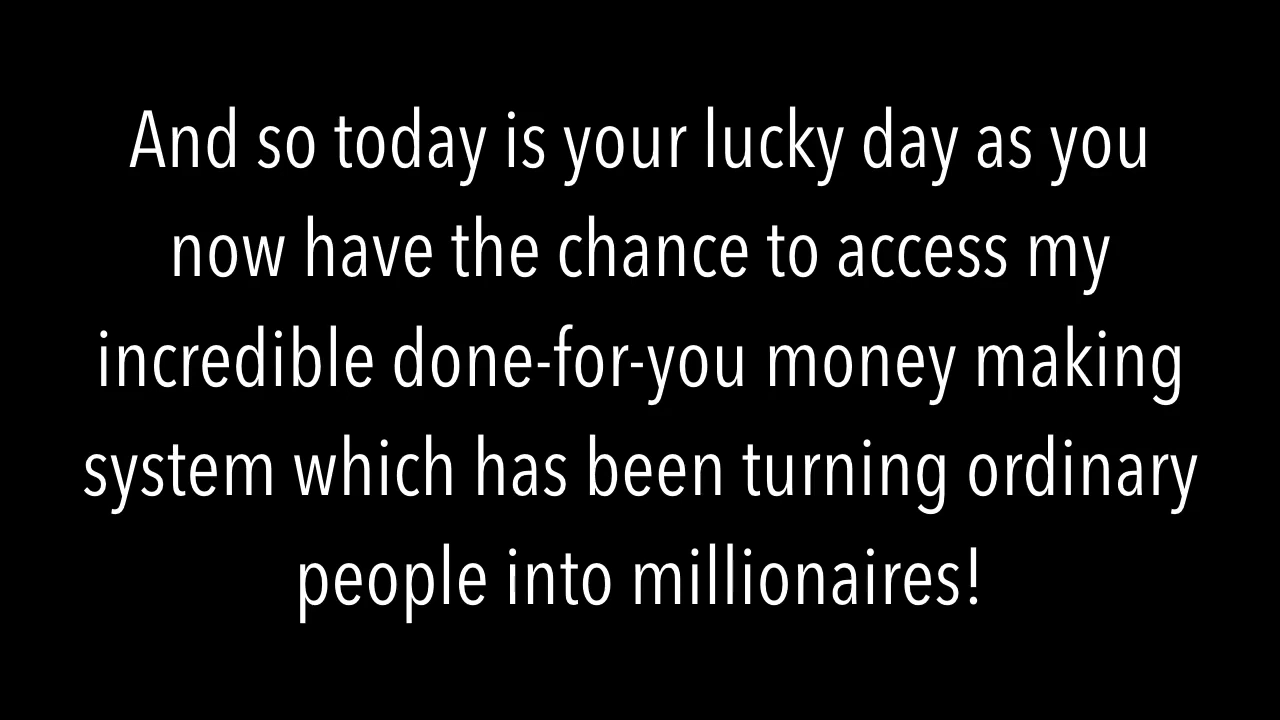 And so today is your lucky day as you
now have the chance to access my
incredible done-for-you money making
system which has been turning ordinary
people into millionaires!